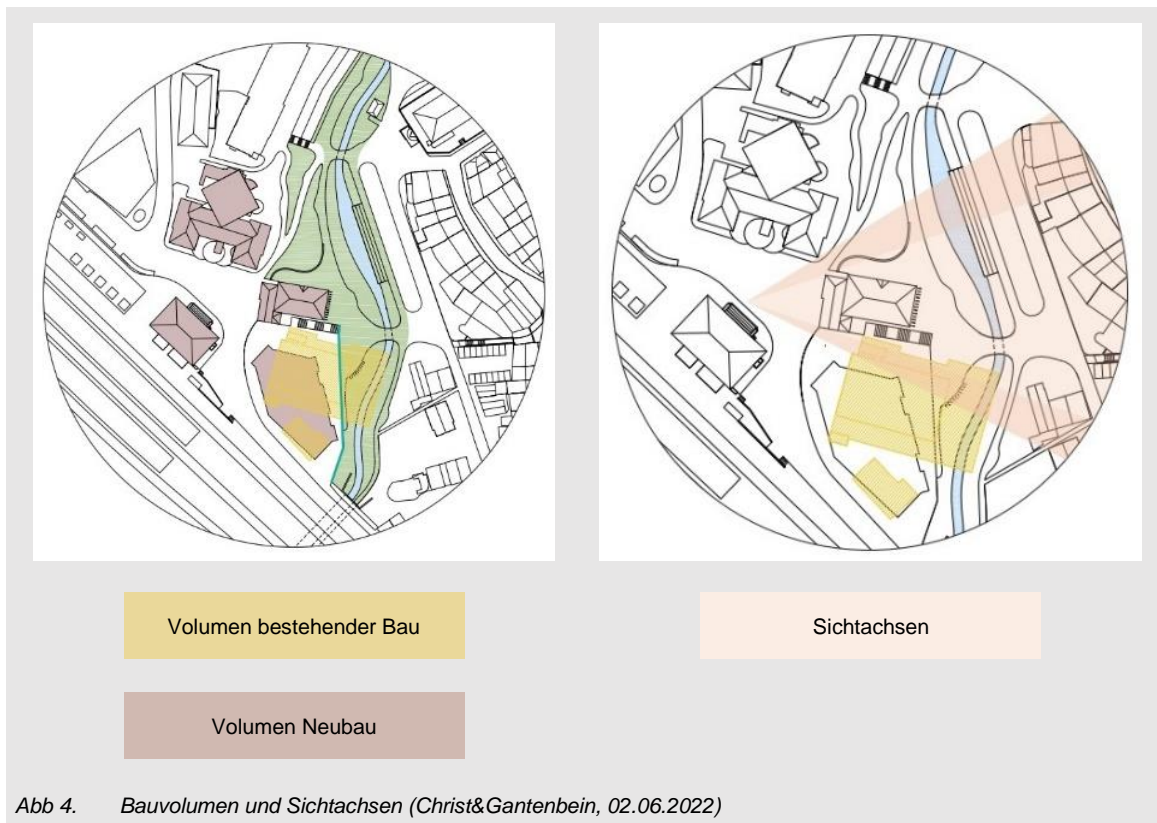 Volumen bestehender Bau
Sichtachsen
Volumen Neubau
Abb 4. Bauvolumen und Sichtachsen (Christ&Gantenbein, 02.06.2022)